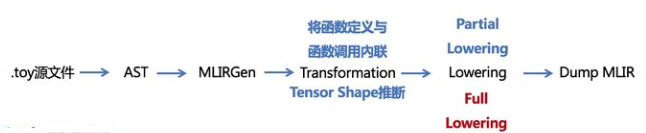 将函数定义与
函数调用内联
Partial
Lowering
.toy源文件 AST MLIRGen Transformation Lowering Dump MLIR
Tensor Shape推断
Full
Lowering